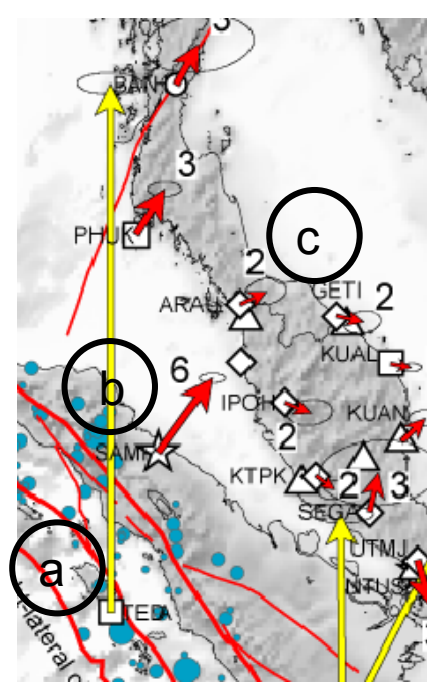 3
BANH
3
PHUK
c
2
GETI
2
ARAU
KUAL
6
b
IPOH
KUAN
2
SAMP
KTPK
2
3
SEGA
UTMJ
a
NTUS
TEDA
-lateral